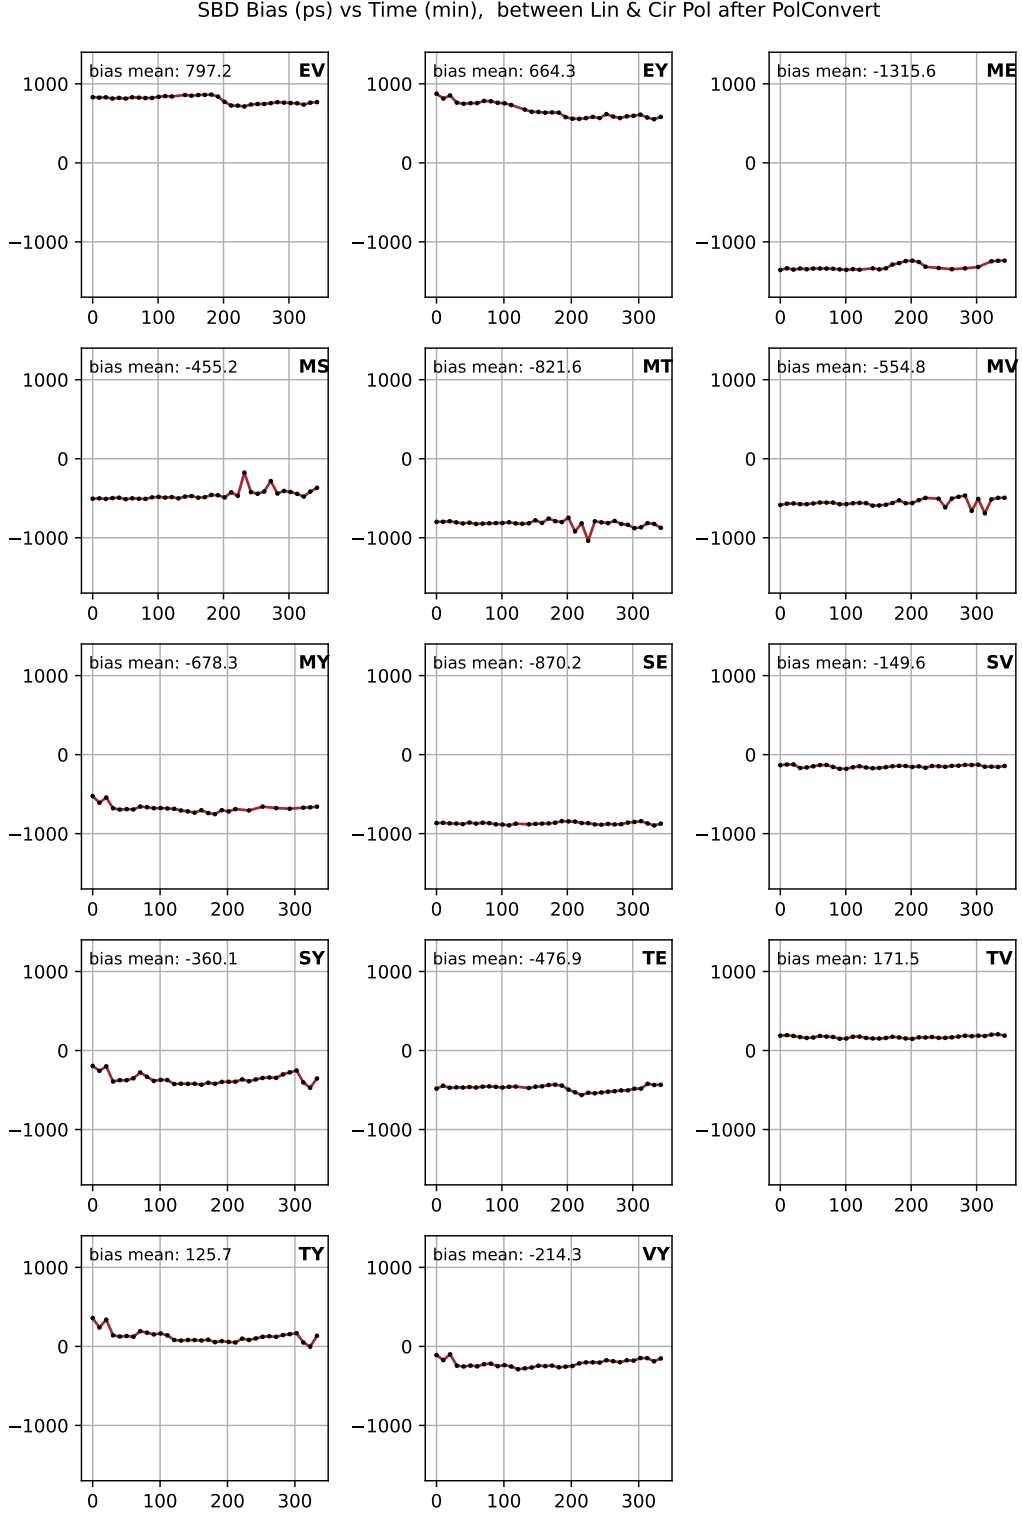 SBD Bias (ps) vs Time (min),  between Lin & Cir Pol after PolConvert
bias mean: 797.2 EV
1000
0
−1000
0 100 200 300
bias mean: 664.3 EY
1000
0
−1000
0 100 200 300
bias mean: -1315.6 ME
1000
0
−1000
0 100 200 300
bias mean: -455.2 MS
1000
0
−1000
0 100 200 300
bias mean: -821.6 MT
1000
0
−1000
0 100 200 300
bias mean: -554.8 MV
1000
0
−1000
0 100 200 300
bias mean: -678.3 MY
1000
0
−1000
0 100 200 300
bias mean: -870.2 SE
1000
0
−1000
0 100 200 300
bias mean: -149.6 SV
1000
0
−1000
0 100 200 300
bias mean: -360.1 SY
1000
0
−1000
0 100 200 300
bias mean: -476.9 TE
1000
0
−1000
0 100 200 300
bias mean: 171.5 TV
1000
0
−1000
0 100 200 300
bias mean: 125.7 TY
1000
0
−1000
0 100 200 300
bias mean: -214.3 VY
1000
0
−1000
0 100 200 300